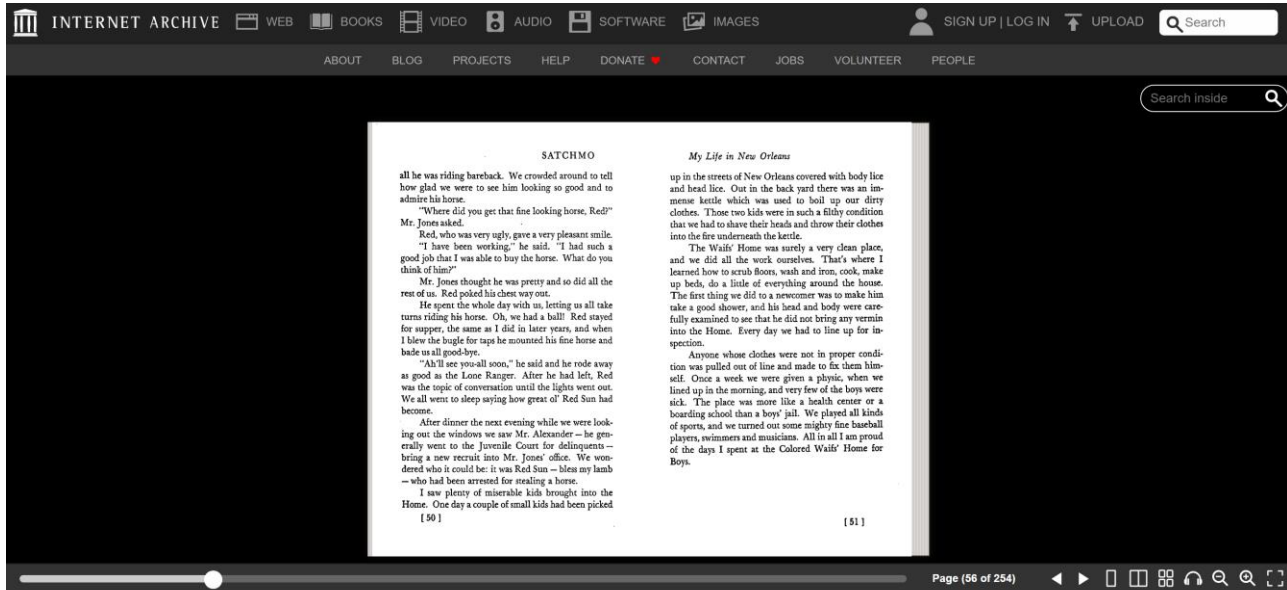 INTERNET ARCHIVE WEB BOOKS VIDEO AUDIO SOFTWARE IMAGES SIGN UP | LOG IN UPLOAD Search
ABOUT BLOG PROJECTS HELP DONATE CONTACT JOBS VOLUNTEER PEOPLE
Search inside
SATCHMO
all he was riding bareback. We crowded around to tell
how glad we were to see him looking so good and to
admire his horse.
"Where did you get that fine looking horse, Red?"
Mr. Jones asked.
Red, who was very ugly, gave a very pleasant smile.
"I have been working," he said. "I had such a
good job that I was able to buy the horse. What do you
think of him?"
Mr. Jones thought he was pretty and so did all the
rest of us. Red poked his chest way out.
He spent the whole day with us, letting us all take
turns riding his horse. Oh, we had a ball! Red stayed
for supper, the same as I did in later years, and when
I blew the bugle for taps he mounted his fine horse and
bade us all good-bye.
"Ah'll see you-all soon," he said and he rode away
as good as the Lone Ranger. After he had left, Red
was the topic of conversation until the lights went out.
We all went to sleep saying how great ol' Red Sun had
become.
After dinner the next evening while we were look-
ing out the windows we saw Mr. Alexander — he gen-
erally went to the Juvenile Court for delinquents —
bring a new recruit into Mr. Jones' office. We won-
dered who it could be: it was Red Sun — bless my lamb
— who had been arrested for stealing a horse.
I saw plenty of miserable kids brought into the
Home. One day a couple of small kids had been picked
[ 50 ]
My Life in New Orleans
up in the streets of New Orleans covered with body lice
and head lice. Out in the back yard there was an im-
mense kettle which was used to boil up our dirty
clothes. Those two kids were in such a filthy condition
that we had to shave their heads and throw their clothes
into the fire underneath the kettle.
The Waifs' Home was surely a very clean place,
and we did all the work ourselves. That's where I
learned how to scrub floors, wash and iron, cook, make
up beds, do a little of everything around the house.
The first thing we did to a newcomer was to make him
take a good shower, and his head and body were care-
fully examined to see that he did not bring any vermin
into the Home. Every day we had to line up for in-
spection.
Anyone whose clothes were not in proper condi-
tion was pulled out of line and made to fix them him-
self. Once a week we were given a physic, when we
lined up in the morning, and very few of the boys were
sick. The place was more like a health center or a
boarding school than a boys' jail. We played all kinds
of sports, and we turned out some mighty fine baseball
players, swimmers and musicians. All in all I am proud
of the days I spent at the Colored Waifs' Home for
Boys.
[ 51 ]
Page (56 of 254)